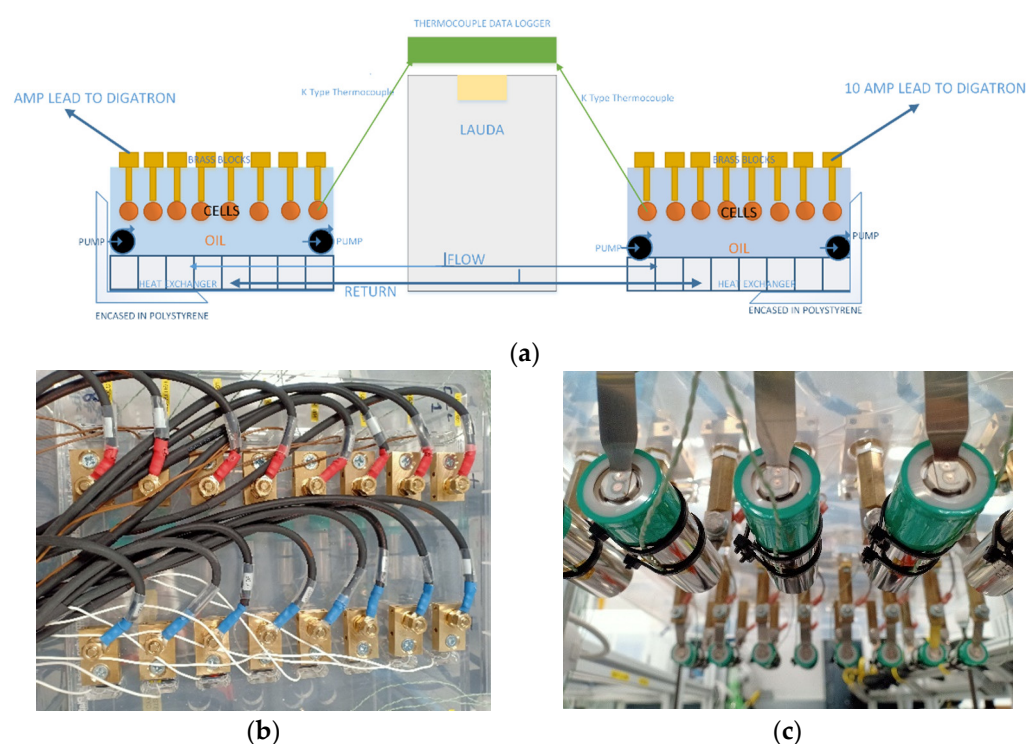 THERMOCOUPLE DATA LOGGER
AMP LEAD TO DIGATRON
K Type Thermocouple
K Type Thermocouple
10 AMP LEAD TO DIGATRON
LAUDA
BRASS BLOCKS
BRASS BLOCKS
CELLS
CELLS
PUMP
OIL
PUMP
PUMP
OIL
PUMP
FLOW
HEAT EXCHANGER
RETURN
HEAT EXCHANGER
ENCASED IN POLYSTYRENE
ENCASED IN POLYSTYRENE
(a)
(b)
(c)